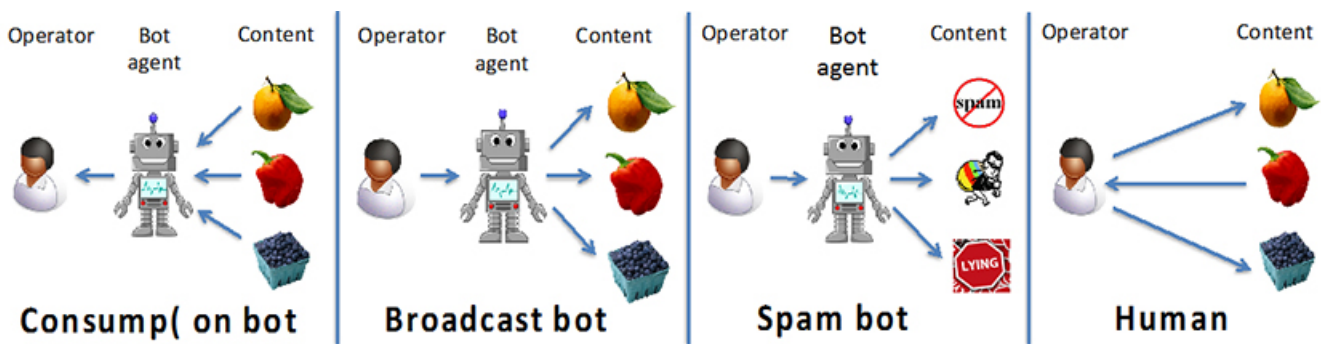 Operator
Bot
agent
Content
Consump( on bot
Operator
Bot
agent
Content
Broadcast bot
Operator
Bot
agent
Content
spam
LYING
Spam bot
Operator
Content
Human